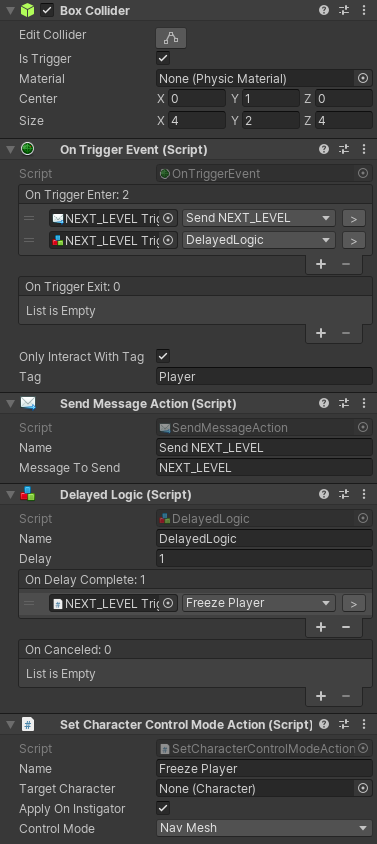 Box Collider
Edit Collider
Is Trigger
Material None (Physic Material)
Center X 0 Y 1 Z 0
Size X 4 Y 2 Z 4
On Trigger Event (Script)
Script OnTriggerEvent
On Trigger Enter: 2
NEXT_LEVEL Trig Send NEXT_LEVEL >
NEXT_LEVEL Trig DelayedLogic >
+ −
On Trigger Exit: 0
List is Empty
+ −
Only Interact With Tag
Tag Player
Send Message Action (Script)
Script SendMessageAction
Name Send NEXT_LEVEL
Message To Send NEXT_LEVEL
Delayed Logic (Script)
Script DelayedLogic
Name DelayedLogic
Delay 1
On Delay Complete: 1
# NEXT_LEVEL Trig Freeze Player >
+ −
On Canceled: 0
List is Empty
+ −
# Set Character Control Mode Action (Script)
Script # SetCharacterControlModeAction
Name Freeze Player
Target Character None (Character)
Apply On Instigator
Control Mode Nav Mesh